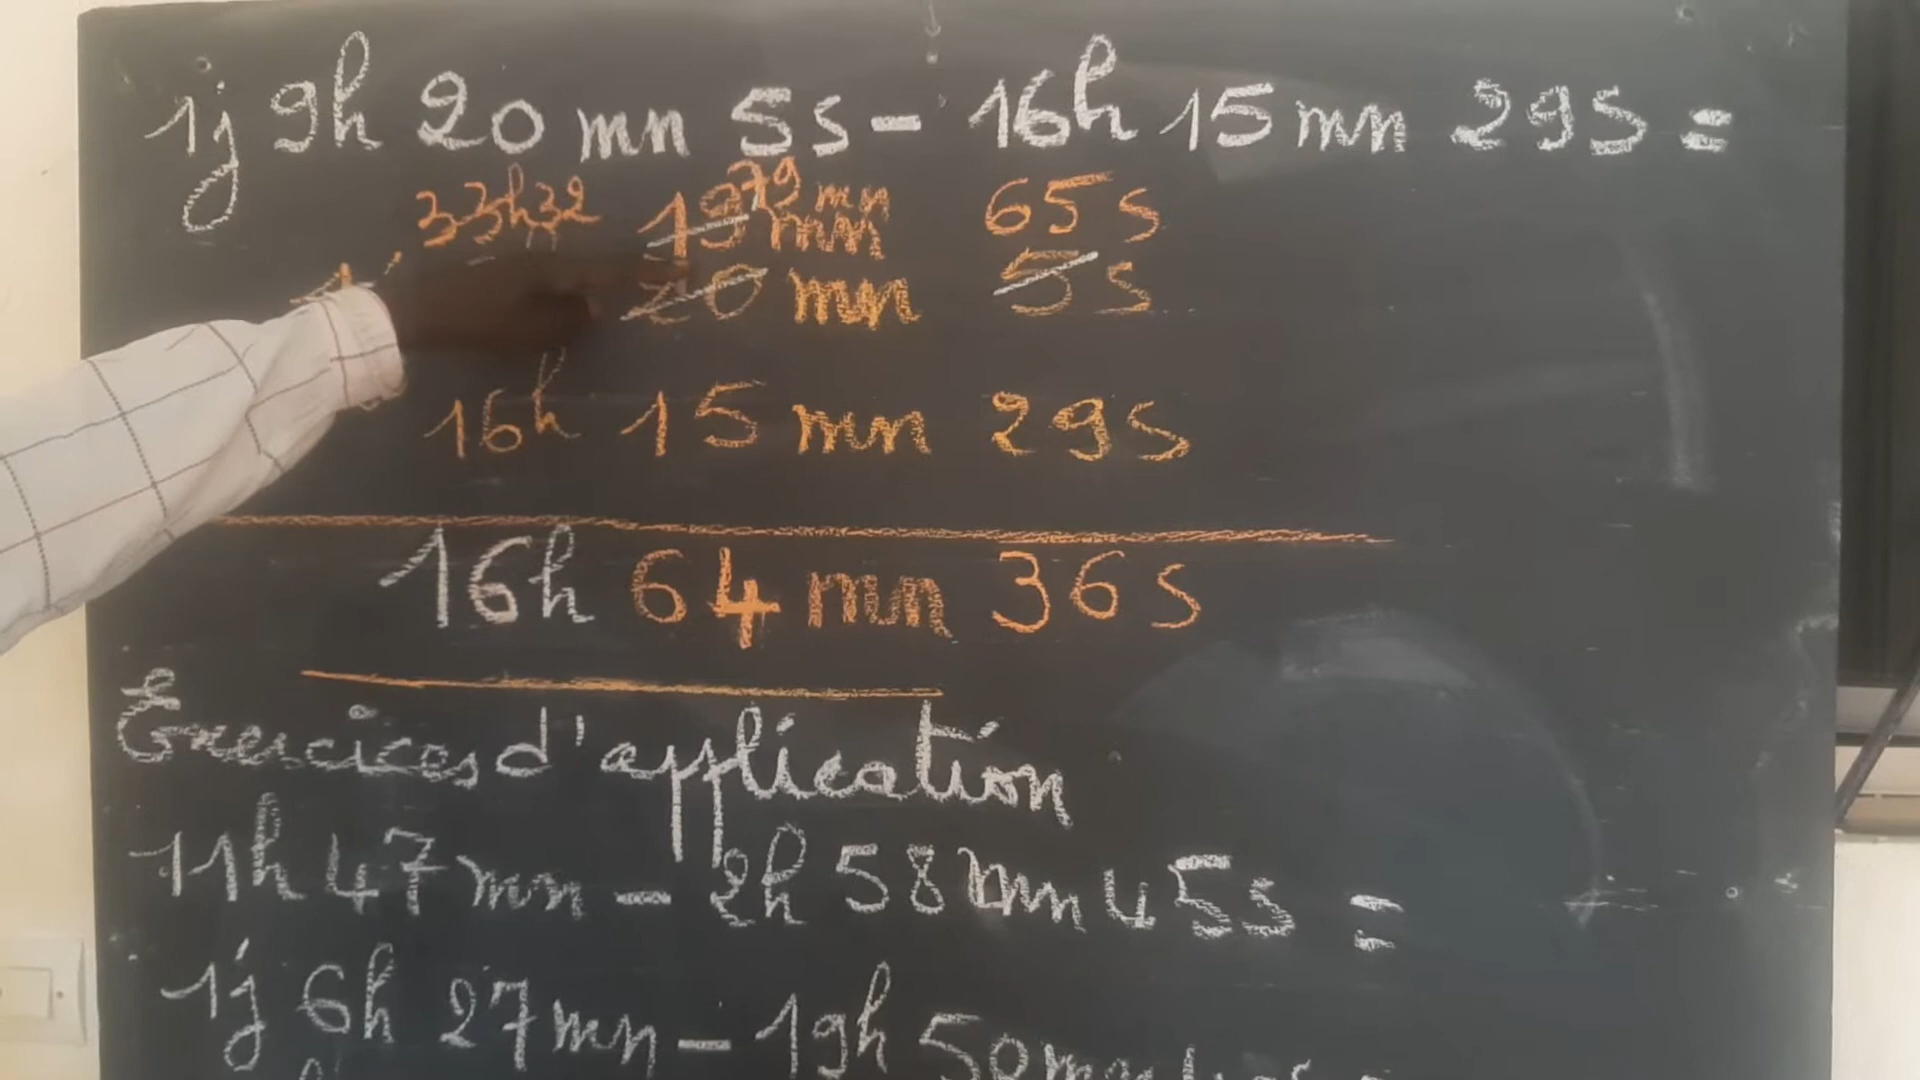 1j 9h 20 mn 5s - 16h 15 mn 29s =
33h 32 79 mn
19 mn 65 s
20 mn 5 s
16h 15 mn 29s
16h 64 mn 36 s
Exercices d'application
11h 47 mn - 2h 58 mn 45s =
1j 6h 27 mn - 19h 50